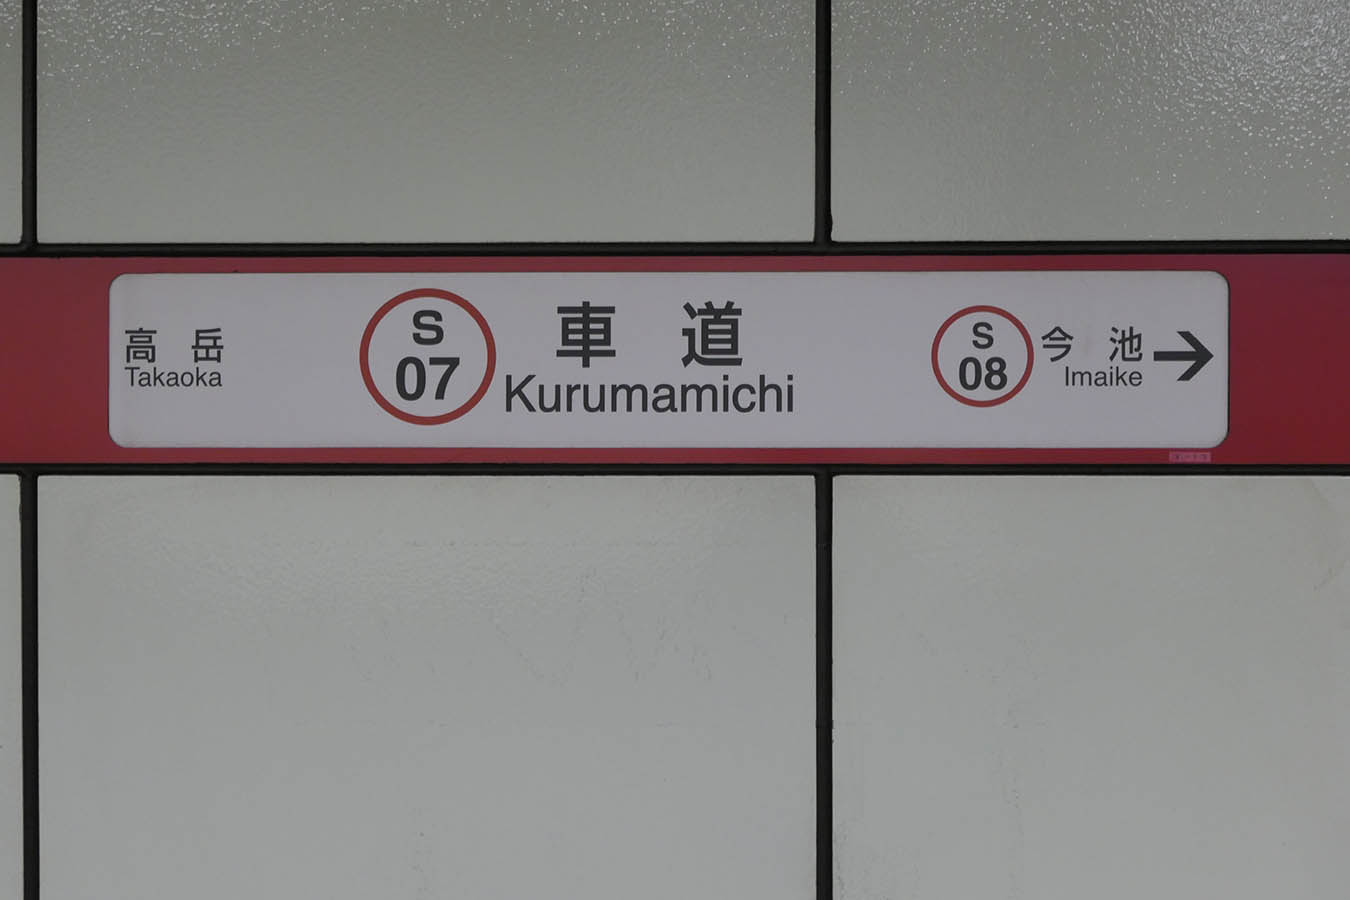 高岳
Takaoka
S
07
車道
Kurumamichi
S
08
今池
Imaike